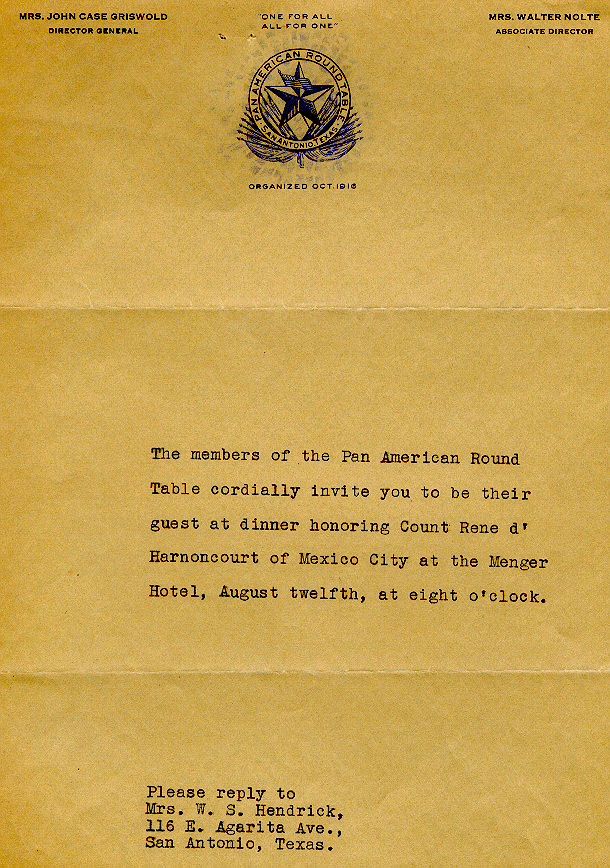 MRS. JOHN CASE GRISWOLD
DIRECTOR GENERAL
"ONE FOR ALL
ALL FOR ONE"
MRS. WALTER NOLTE
ASSOCIATE DIRECTOR
PAN AMERICAN ROUND TABLE
SAN ANTONIO, TEXAS.
ORGANIZED OCT. 1916
The members of the Pan American Round
Table cordially invite you to be their
guest at dinner honoring Count Rene d'
Harnoncourt of Mexico City at the Menger
Hotel, August twelfth, at eight o'clock.
Please reply to
Mrs. W. S. Hendrick,
116 E. Agarita Ave.,
San Antonio, Texas.